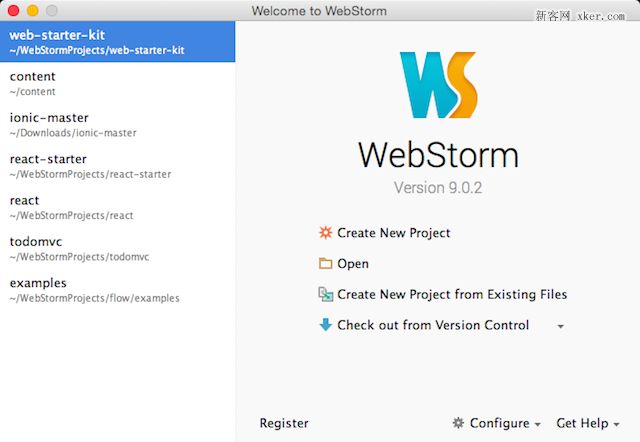 Welcome to WebStorm
新客网 xker.com
web-starter-kit
~/WebStormProjects/web-starter-kit
content
~/content
ionic-master
~/Downloads/ionic-master
react-starter
~/WebStormProjects/react-starter
react
~/WebStormProjects/react
todomvc
~/WebStormProjects/todomvc
examples
~/WebStormProjects/flow/examples
WS
WebStorm
Version 9.0.2
Create New Project
Open
Create New Project from Existing Files
Check out from Version Control
Register
Configure
Get Help